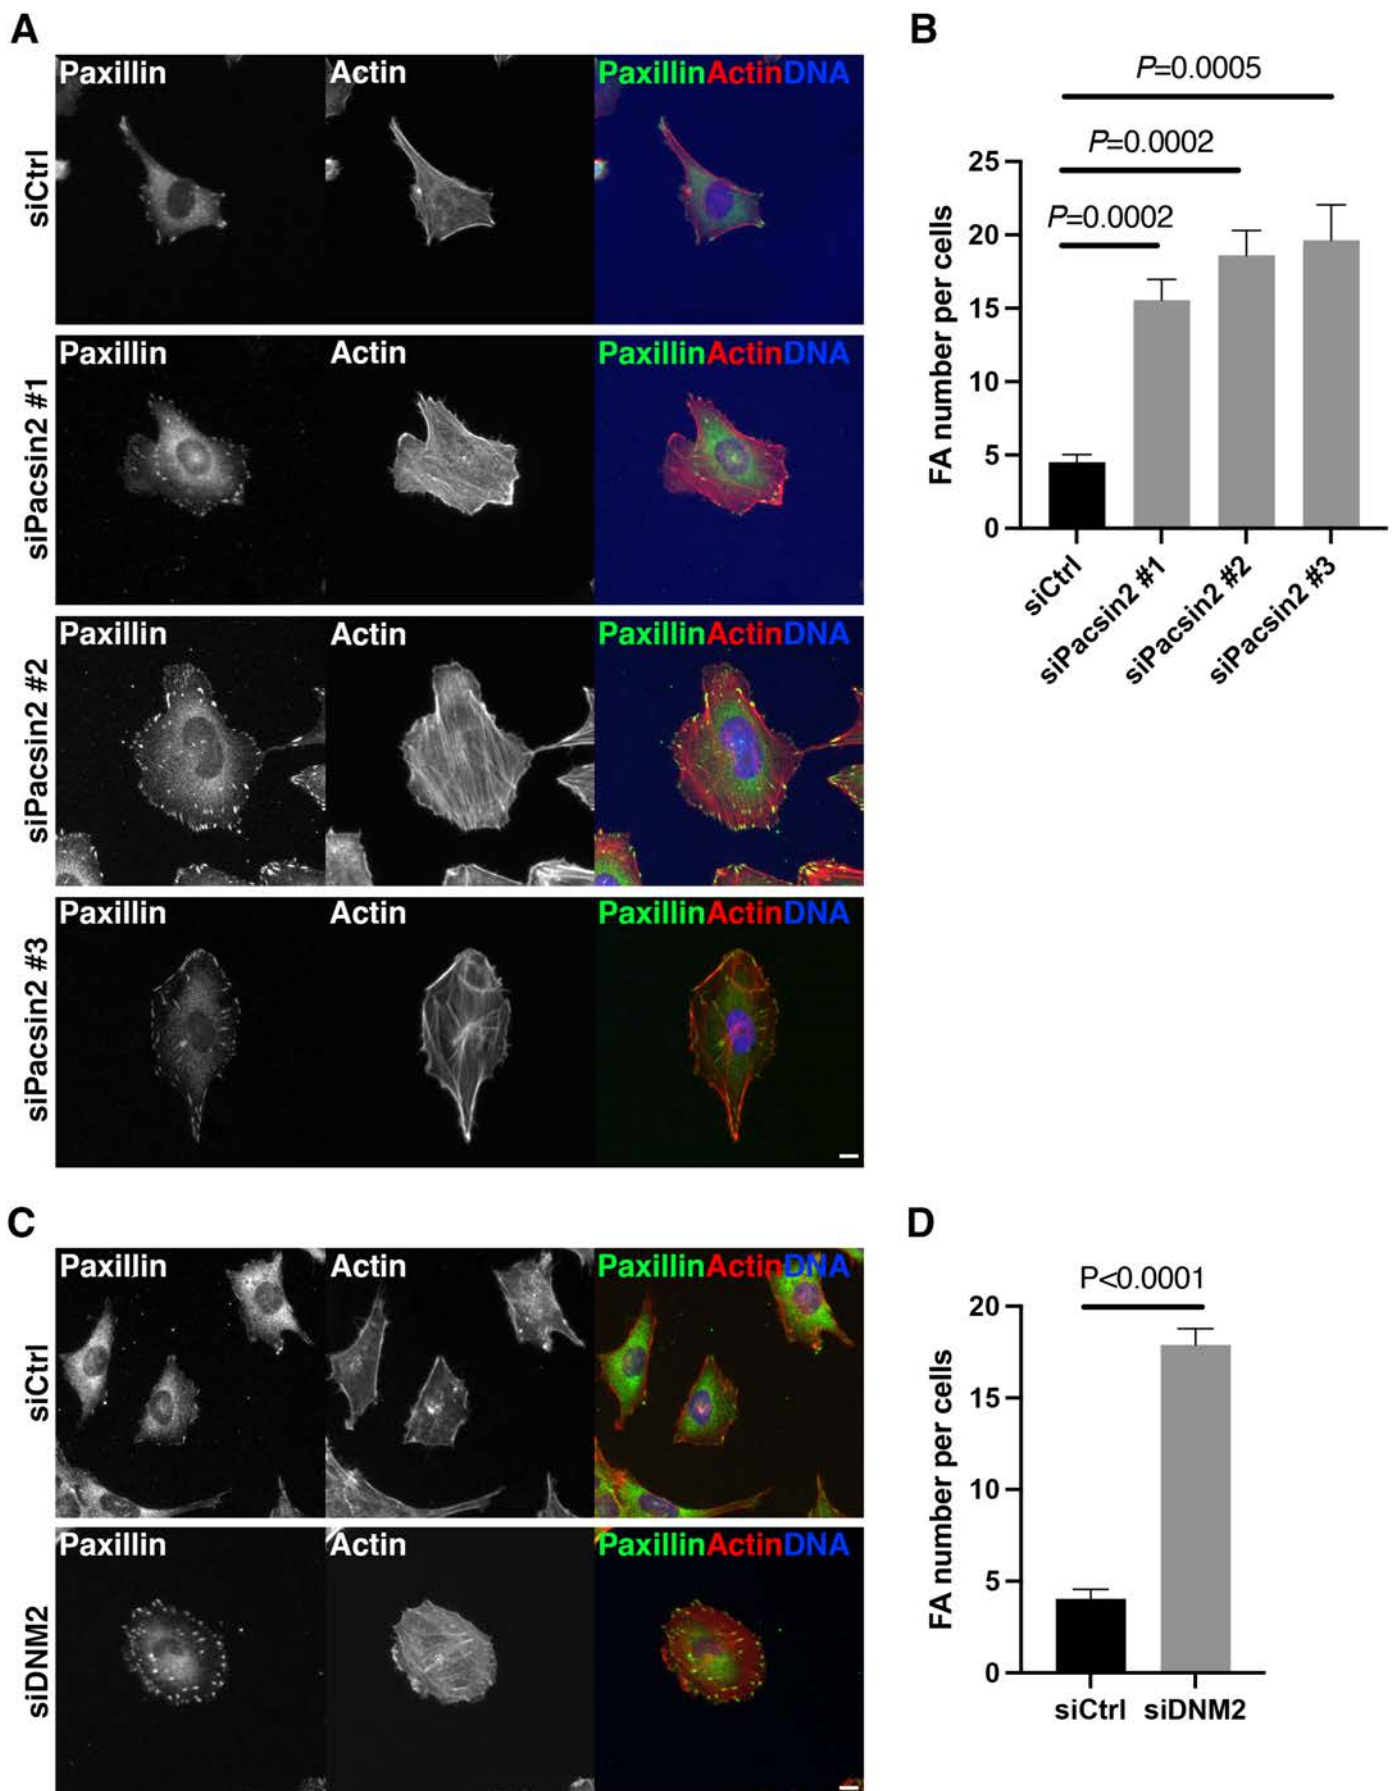 A
Paxillin Actin PaxillinActinDNA
siCtrl
Paxillin Actin PaxillinActinDNA
siPacsin2 #1
Paxillin Actin PaxillinActinDNA
siPacsin2 #2
Paxillin Actin PaxillinActinDNA
siPacsin2 #3
B
P=0.0005
P=0.0002
P=0.0002
FA number per cells
25
20
15
10
5
0
siCtrl
siPacsin2 #1
siPacsin2 #2
siPacsin2 #3
C
Paxillin Actin PaxillinActinDNA
siCtrl
Paxillin Actin PaxillinActinDNA
siDNM2
D
P<0.0001
FA number per cells
20
15
10
5
0
siCtrl siDNM2